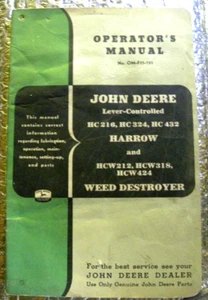 OPERATOR'S
MANUAL
JOHN DEERE
Lever-Controlled
HC 216, HC 324, HC 432
HARROW
AND
HCW212, HCW318,
HCW424
WEED DESTROYER
This manual
contains correct
information
regarding lubrication,
operation, main-
tenance, setting-up,
and parts
For the best service see your
JOHN DEERE DEALER
Use Only Genuine John Deere Parts